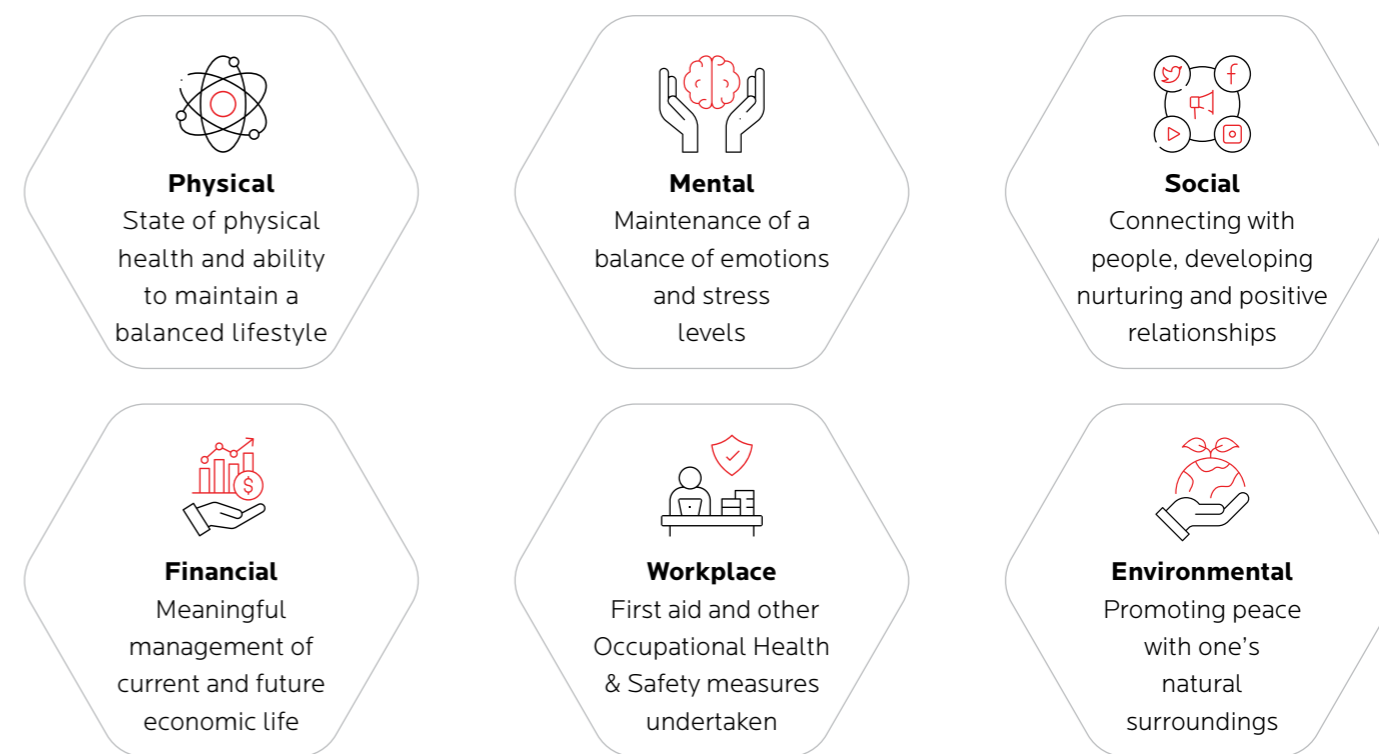 Physical
State of physical
health and ability
to maintain a
balanced lifestyle
Mental
Maintenance of a
balance of emotions
and stress
levels
Social
Connecting with
people, developing
nurturing and positive
relationships
Financial
Meaningful
management of
current and future
economic life
Workplace
First aid and other
Occupational Health
& Safety measures
undertaken
Environmental
Promoting peace
with one’s
natural
surroundings